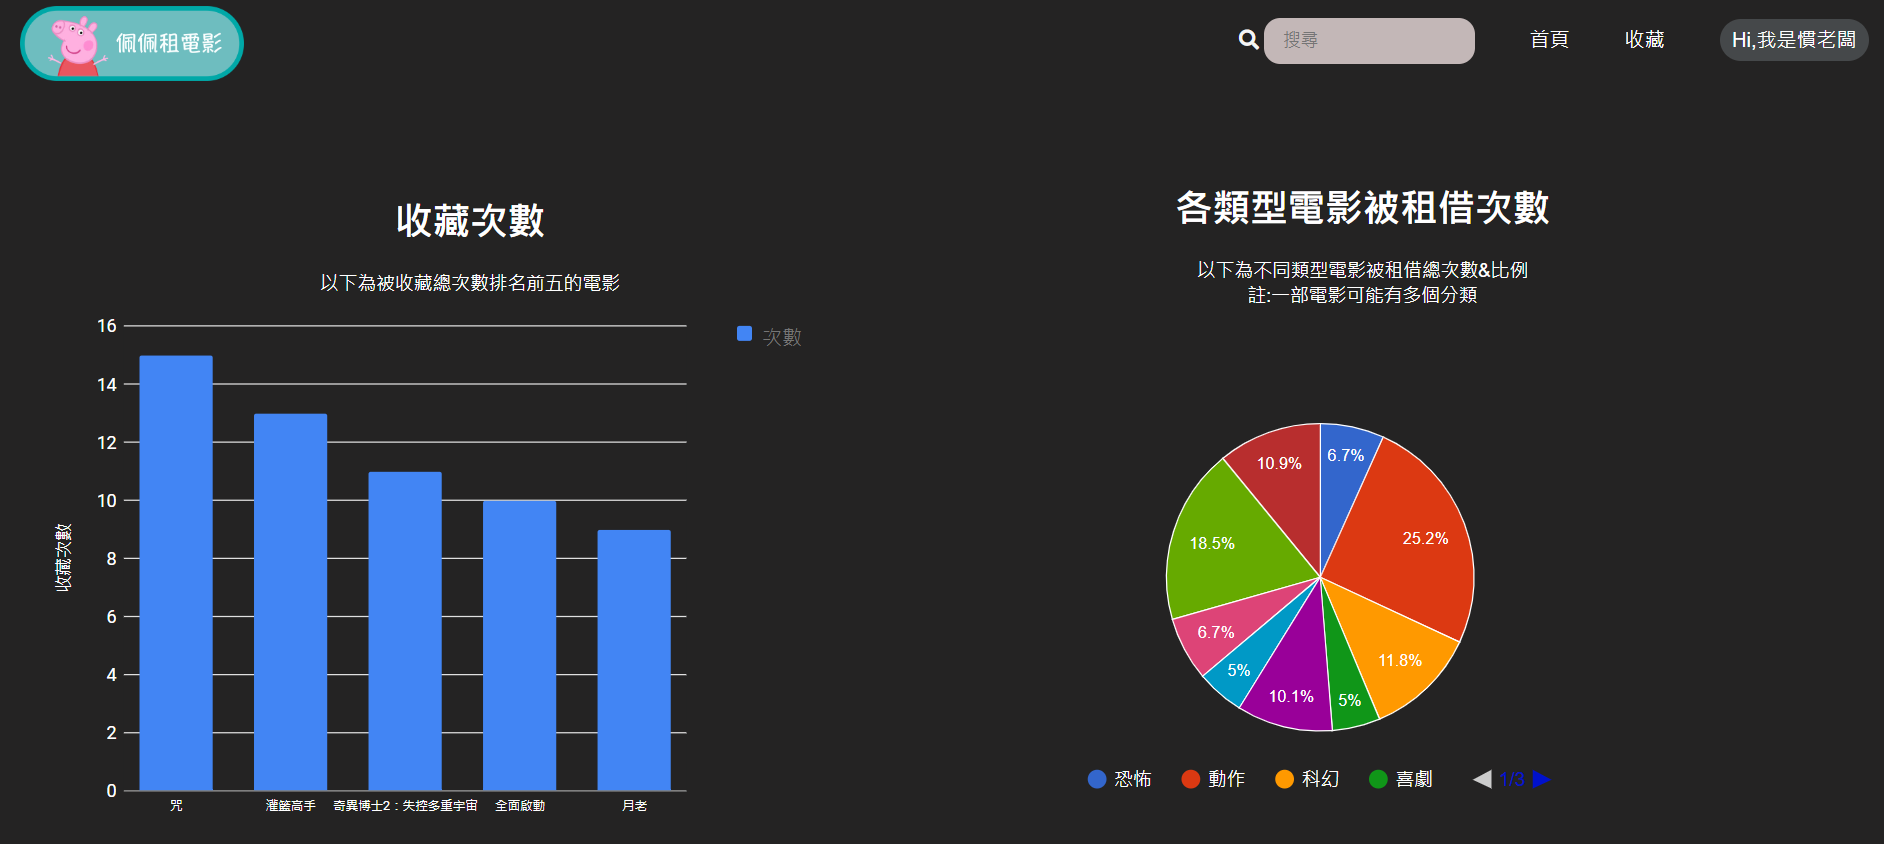 佩佩租電影
搜尋
首頁
收藏
Hi,我是慣老闆
收藏次數
以下為被收藏總次數排名前五的電影
16
14
12
10
8
6
4
2
0
收藏次數
次數
咒
灌籃高手
奇異博士2：失控多重宇宙
全面啟動
月老
各類型電影被租借次數
以下為不同類型電影被租借總次數&比例
註:一部電影可能有多個分類
6.7%
25.2%
11.8%
5%
10.1%
5%
6.7%
18.5%
10.9%
恐怖
動作
科幻
喜劇
1/3